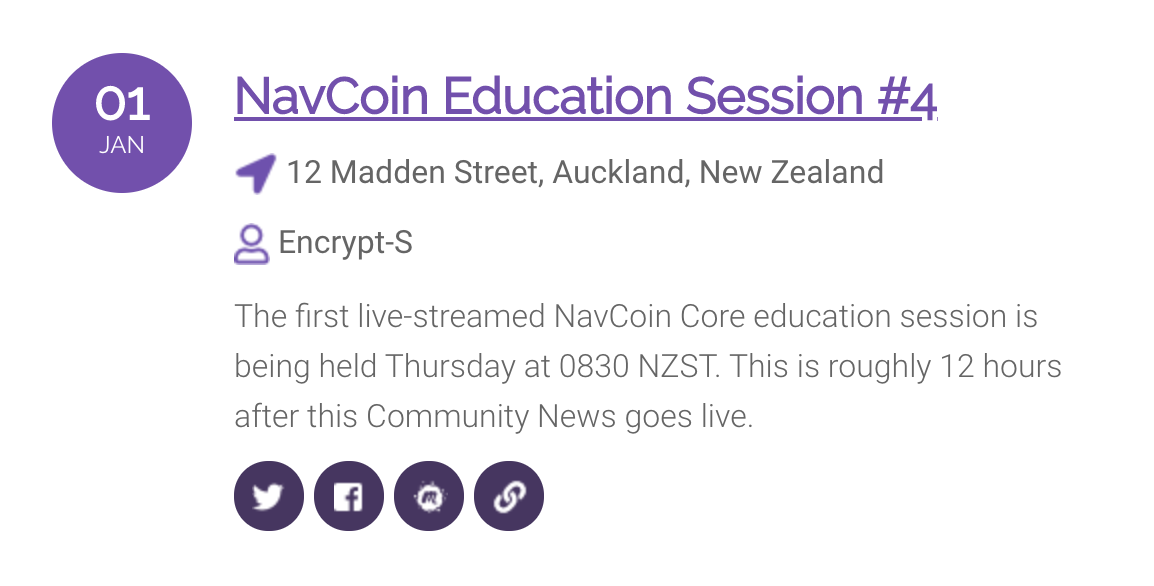 01
JAN
NavCoin Education Session #4
12 Madden Street, Auckland, New Zealand
Encrypt-S
The first live-streamed NavCoin Core education session is
being held Thursday at 0830 NZST. This is roughly 12 hours
after this Community News goes live.